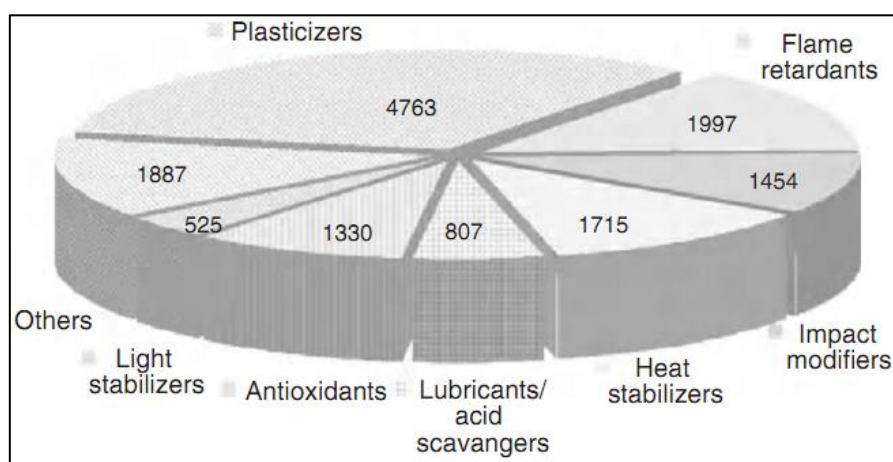 Plasticizers
Flame
retardants
4763
1997
1887
1454
525
1330
807
1715
Others
Light
stabilizers
Antioxidants
Lubricants/
acid
scavangers
Heat
stabilizers
Impact
modifiers